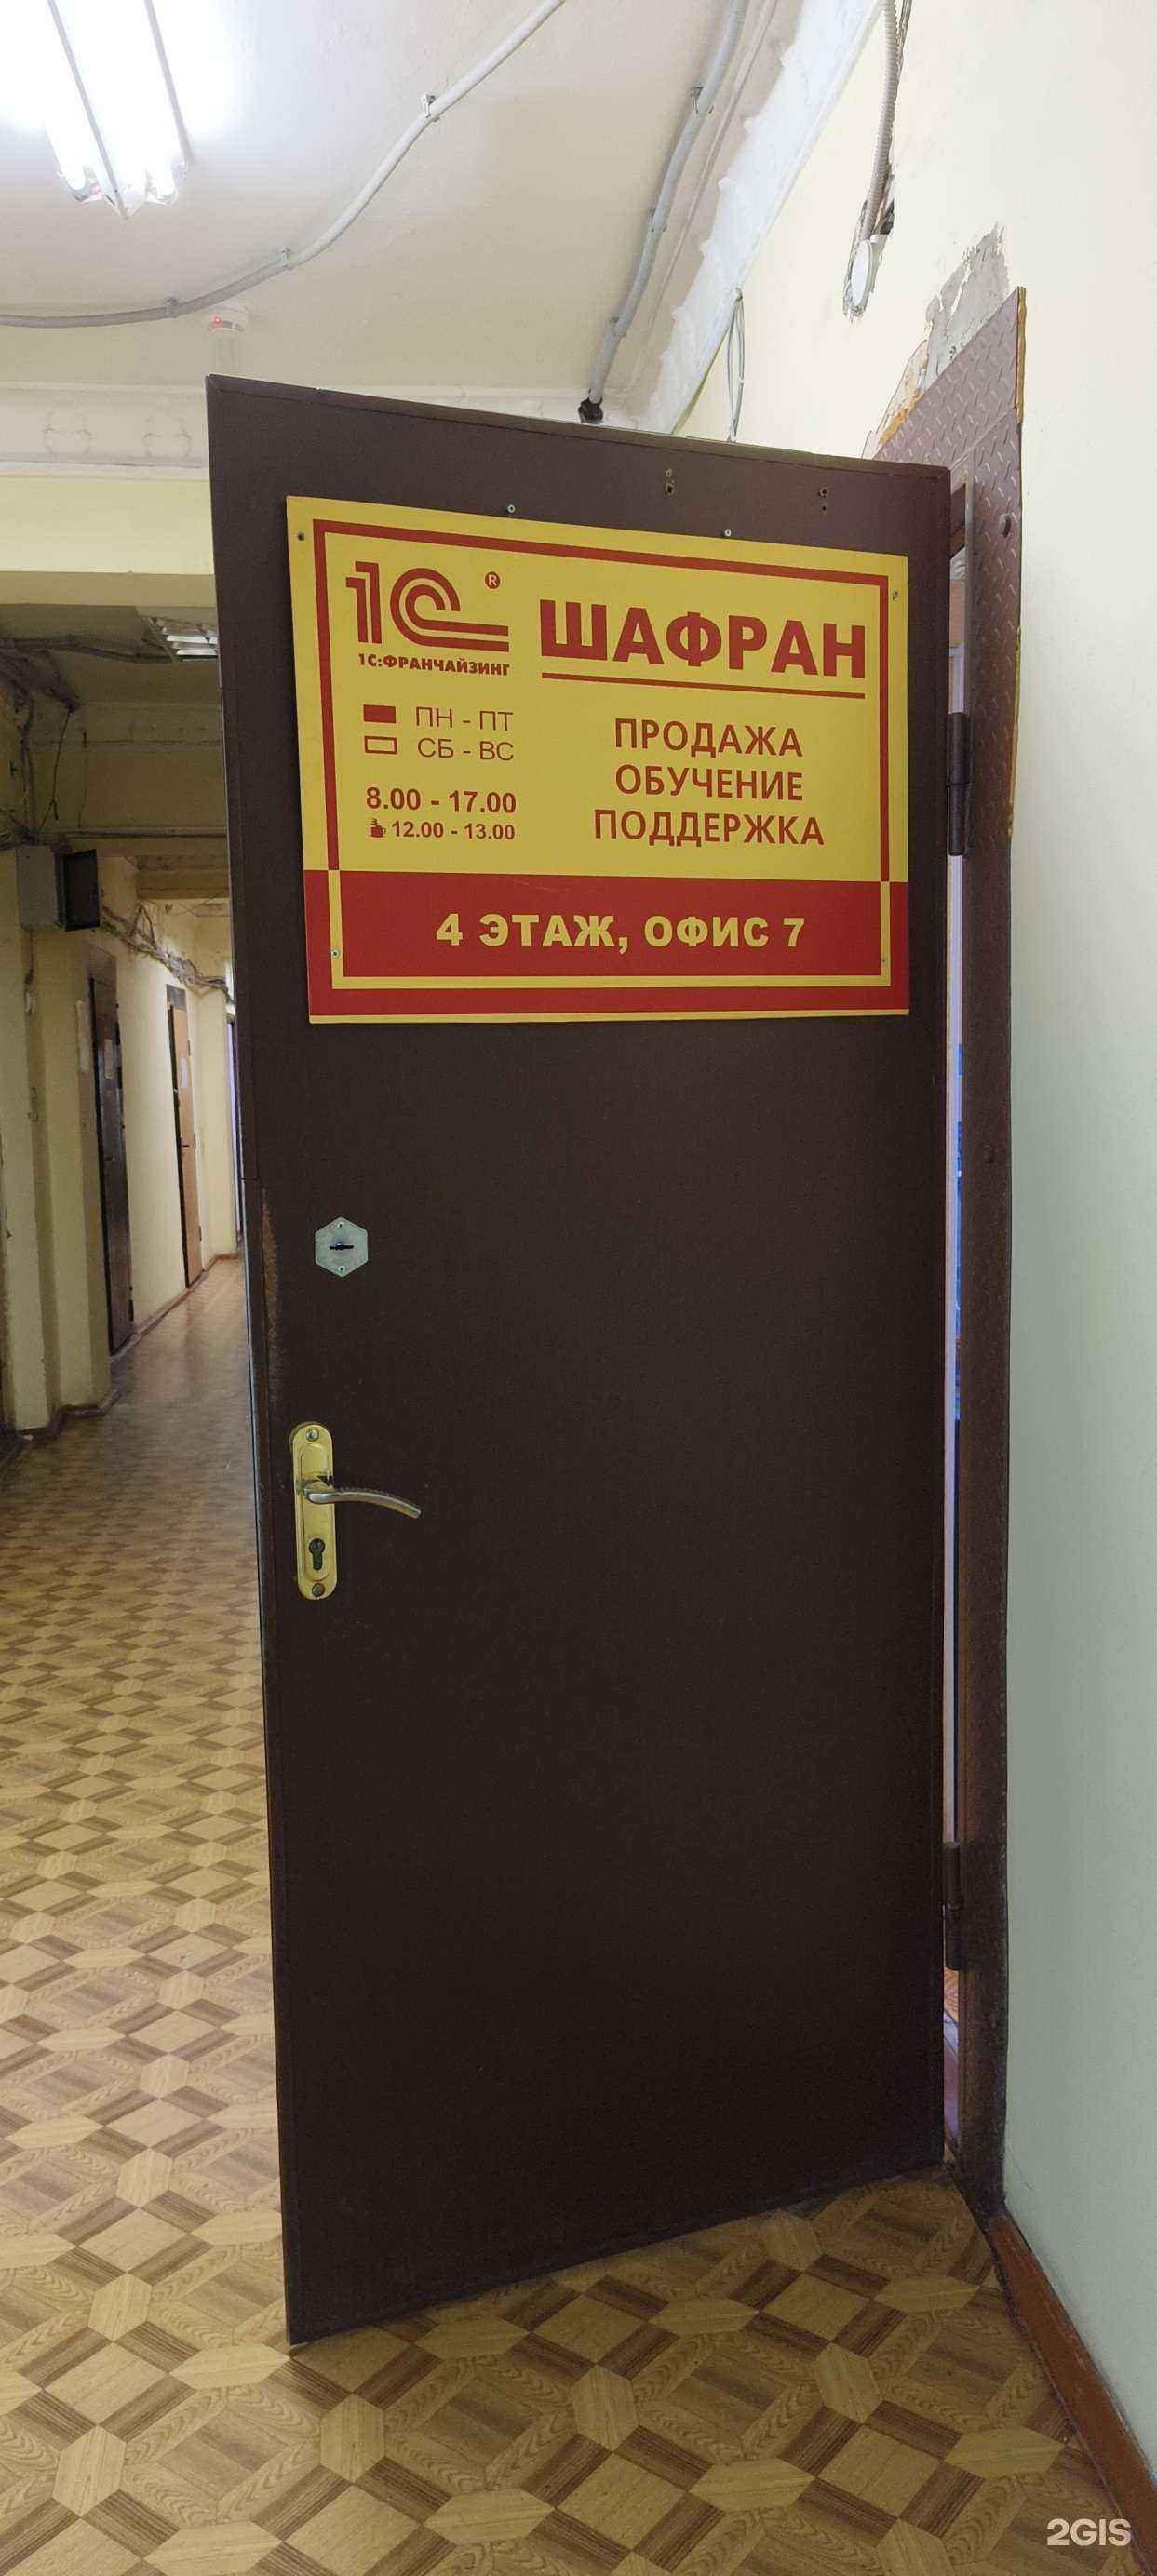 1С ®
1С:ФРАНЧАЙЗИНГ
ШАФРАН
ПН - ПТ
СБ - ВС
8.00 - 17.00
12.00 - 13.00
ПРОДАЖА
ОБУЧЕНИЕ
ПОДДЕРЖКА
4 ЭТАЖ, ОФИС 7
2GIS